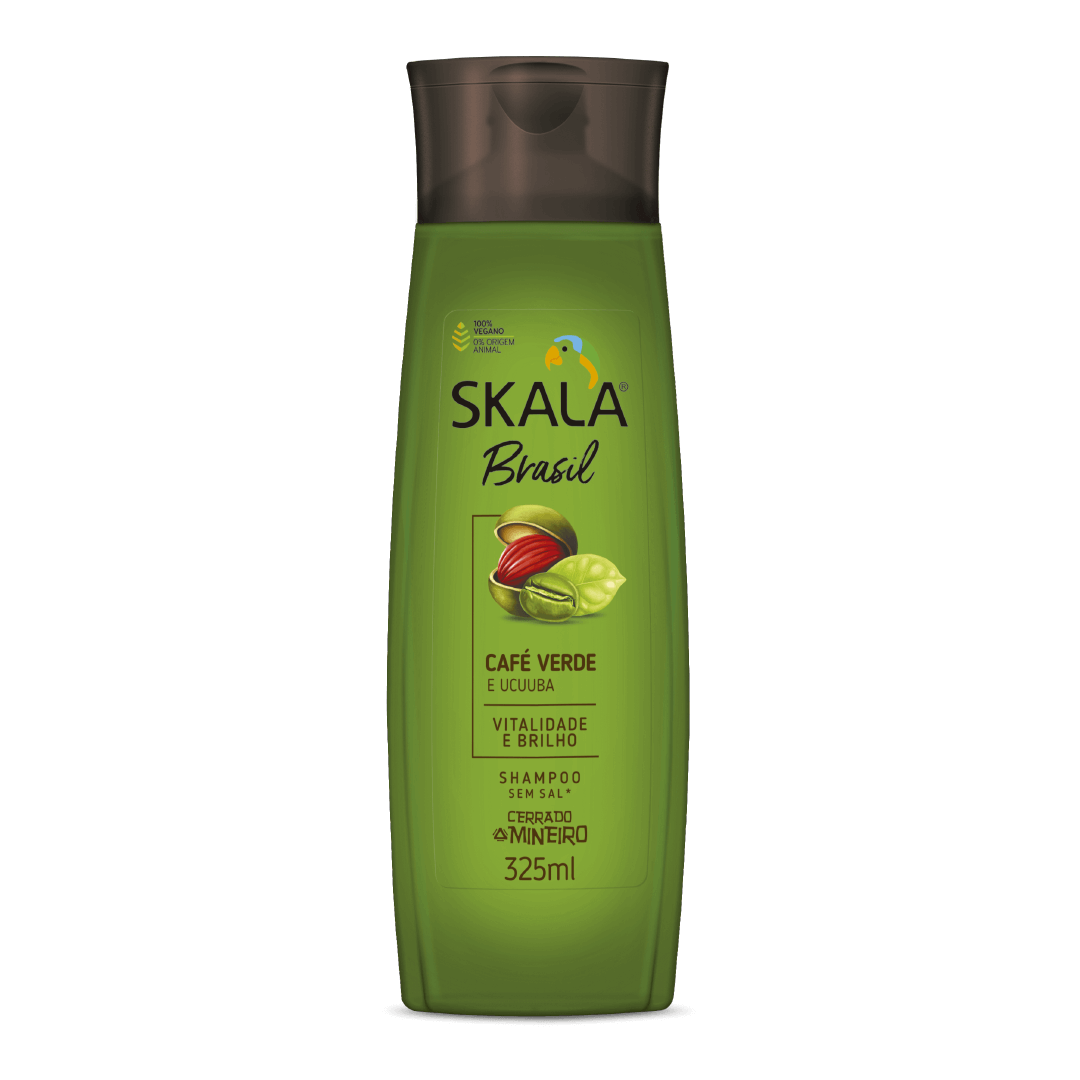 100%
VEGANO
0% ORIGEM
ANIMAL
SKALA®
Brasil
CAFÉ VERDE
E UCUUBA
VITALIDADE
E BRILHO
SHAMPOO
SEM SAL*
CERRADO
MINEIRO
325ml